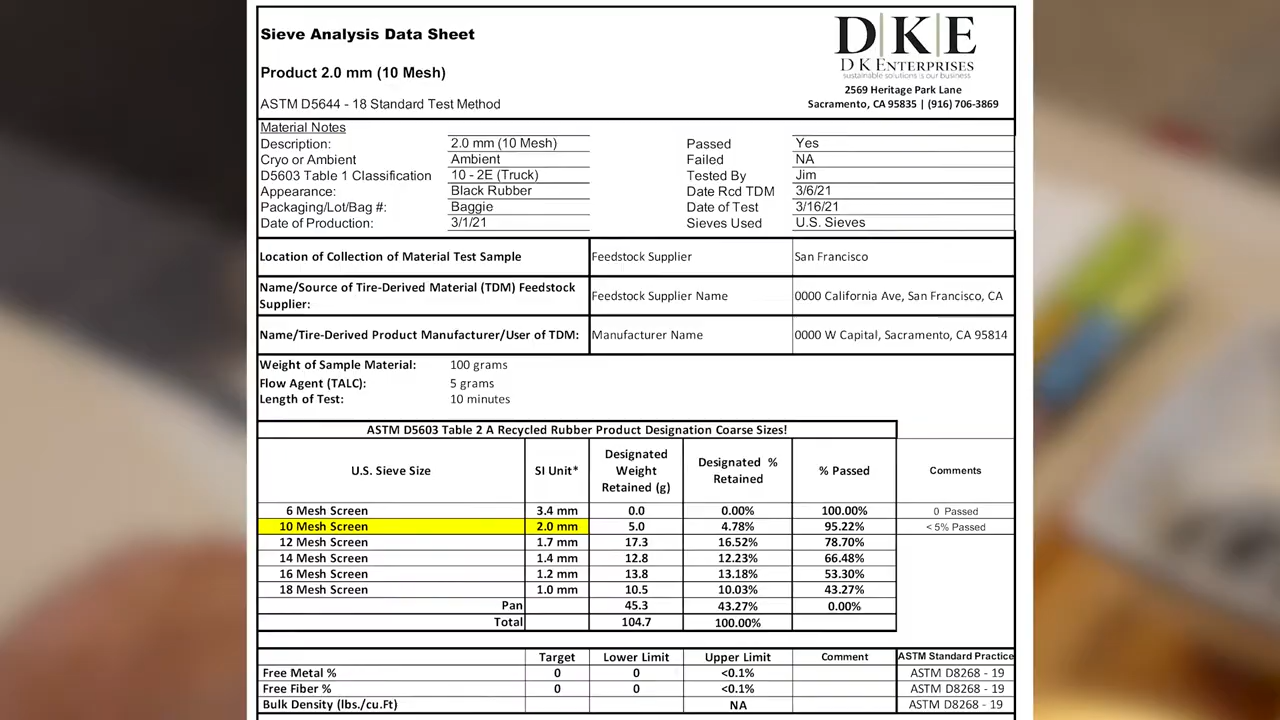 Sieve Analysis Data Sheet
DKE
Product 2.0 mm (10 Mesh)
DK ENTERPRISES
sustainable solutions is our business
2569 Heritage Park Lane
ASTM D5644 - 18 Standard Test Method
Sacramento, CA 95835 | (916) 706-3869
Material Notes
Description: 2.0 mm (10 Mesh) Passed Yes
Cryo or Ambient Ambient Failed NA
D5603 Table 1 Classification 10 - 2E (Truck) Tested By Jim
Appearance: Black Rubber Date Rcd TDM 3/6/21
Packaging/Lot/Bag #: Baggie Date of Test 3/16/21
Date of Production: 3/1/21 Sieves Used U.S. Sieves
Location of Collection of Material Test Sample Feedstock Supplier San Francisco
Name/Source of Tire-Derived Material (TDM) Feedstock
Supplier: Feedstock Supplier Name 0000 California Ave, San Francisco, CA
Name/Tire-Derived Product Manufacturer/User of TDM: Manufacturer Name 0000 W Capital, Sacramento, CA 95814
Weight of Sample Material: 100 grams
Flow Agent (TALC): 5 grams
Length of Test: 10 minutes
ASTM D5603 Table 2 A Recycled Rubber Product Designation Coarse Sizes!
U.S. Sieve Size SI Unit* Designated Weight Retained (g) Designated % Retained % Passed Comments
6 Mesh Screen 3.4 mm 0.0 0.00% 100.00% 0 Passed
10 Mesh Screen 2.0 mm 5.0 4.78% 95.22% < 5% Passed
12 Mesh Screen 1.7 mm 17.3 16.52% 78.70%
14 Mesh Screen 1.4 mm 12.8 12.23% 66.48%
16 Mesh Screen 1.2 mm 13.8 13.18% 53.30%
18 Mesh Screen 1.0 mm 10.5 10.03% 43.27%
Pan 45.3 43.27% 0.00%
Total 104.7 100.00%
Target Lower Limit Upper Limit Comment ASTM Standard Practice
Free Metal % 0 0 <0.1% ASTM D8268 - 19
Free Fiber % 0 0 <0.1% ASTM D8268 - 19
Bulk Density (lbs./cu.Ft) NA ASTM D8268 - 19